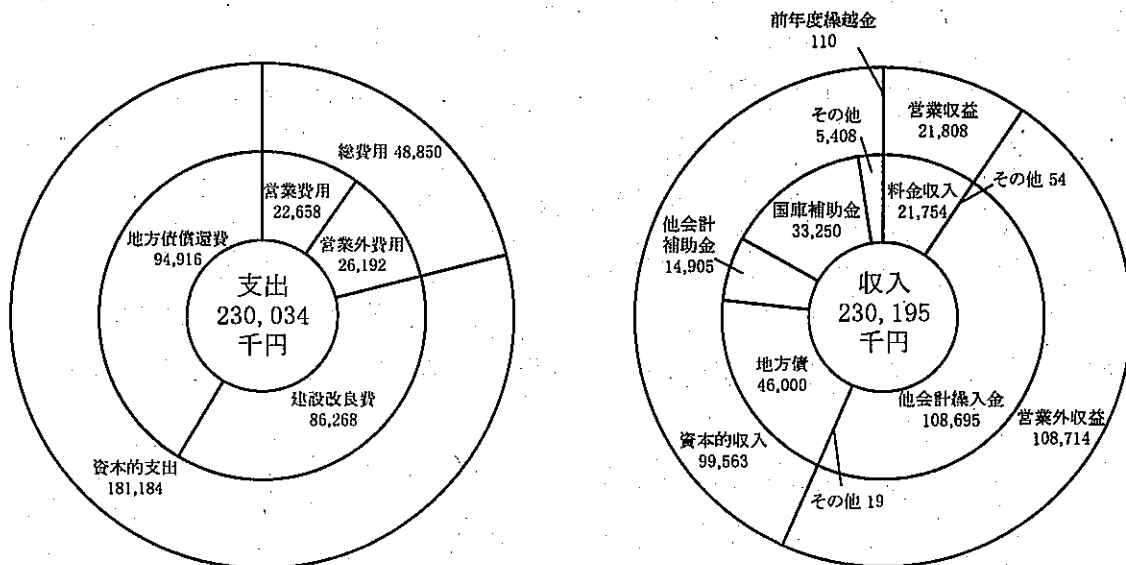 総費用 48,850
営業費用
22,658
営業外費用
26,192
地方債償還費
94,916
支出
230,034
千円
建設改良費
86,268
資本的支出
181,184
前年度繰越金
110
営業収益
21,808
その他
5,408
料金収入
21,754
その他 54
国庫補助金
33,250
他会計
補助金
14,905
収入
230,195
千円
地方債
46,000
他会計繰入金
108,695
営業外収益
108,714
資本的収入
99,563
その他 19